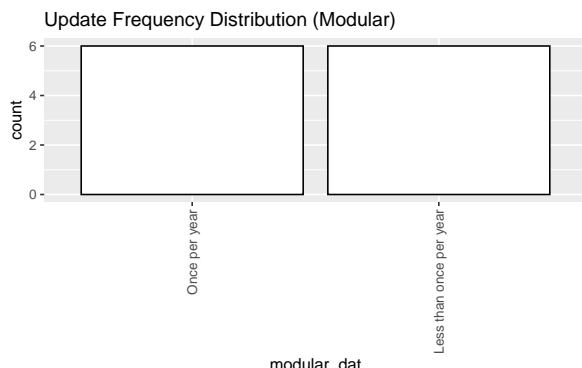 Update Frequency Distribution (Modular)
6
4
2
0
count
Once per year
Less than once per year
modular_dat